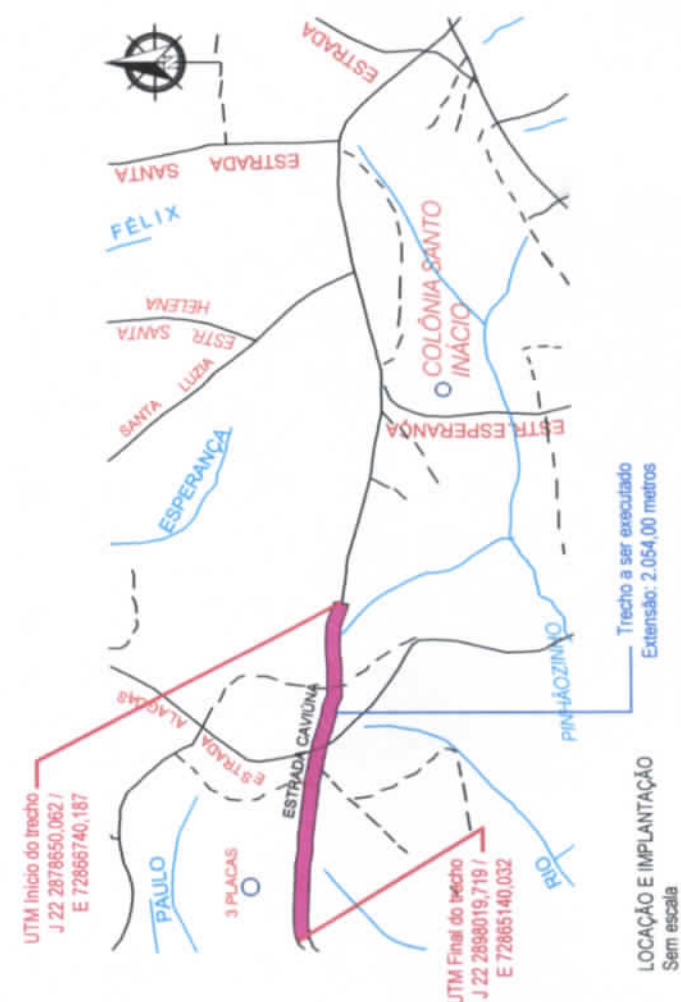 UTM Início do trecho
J 22 2878650,062 /
E 72866740,187
PAULO
3 PLACAS
ESTRADA ALAGOAS
ESTRADA CAVIÚNA
ESPERANÇA
SANTA LUZIA
ESTR SANTA HELENA
FÉLIX
ESTRADA SANTA
ESTRADA
COLÔNIA SANTO
INÁCIO
ESTR.ESPERANÇA
PINHÃOZINHO
RIO
UTM Final do trecho
J 22 2898019,719 /
E 72865140,032
Trecho a ser executado
Extensão: 2.054,00 metros
LOCAÇÃO E IMPLANTAÇÃO
Sem escala